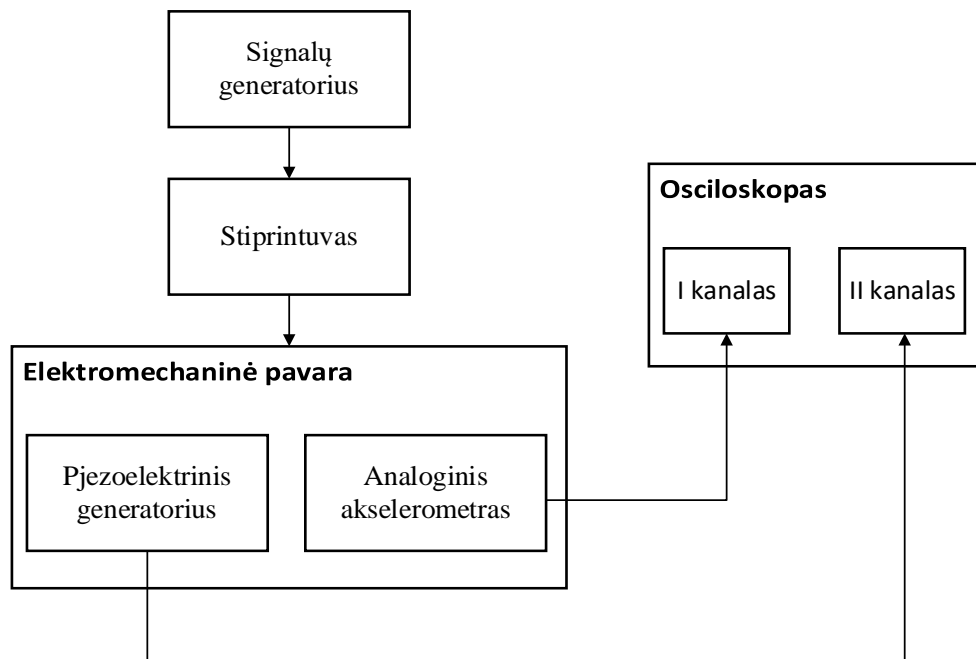 Signalų
generatorius
Stiprintuvas
Osciloskopas
I kanalas
II kanalas
Elektromechaninė pavara
Pjezoelektrinis
generatorius
Analoginis
akselerometras